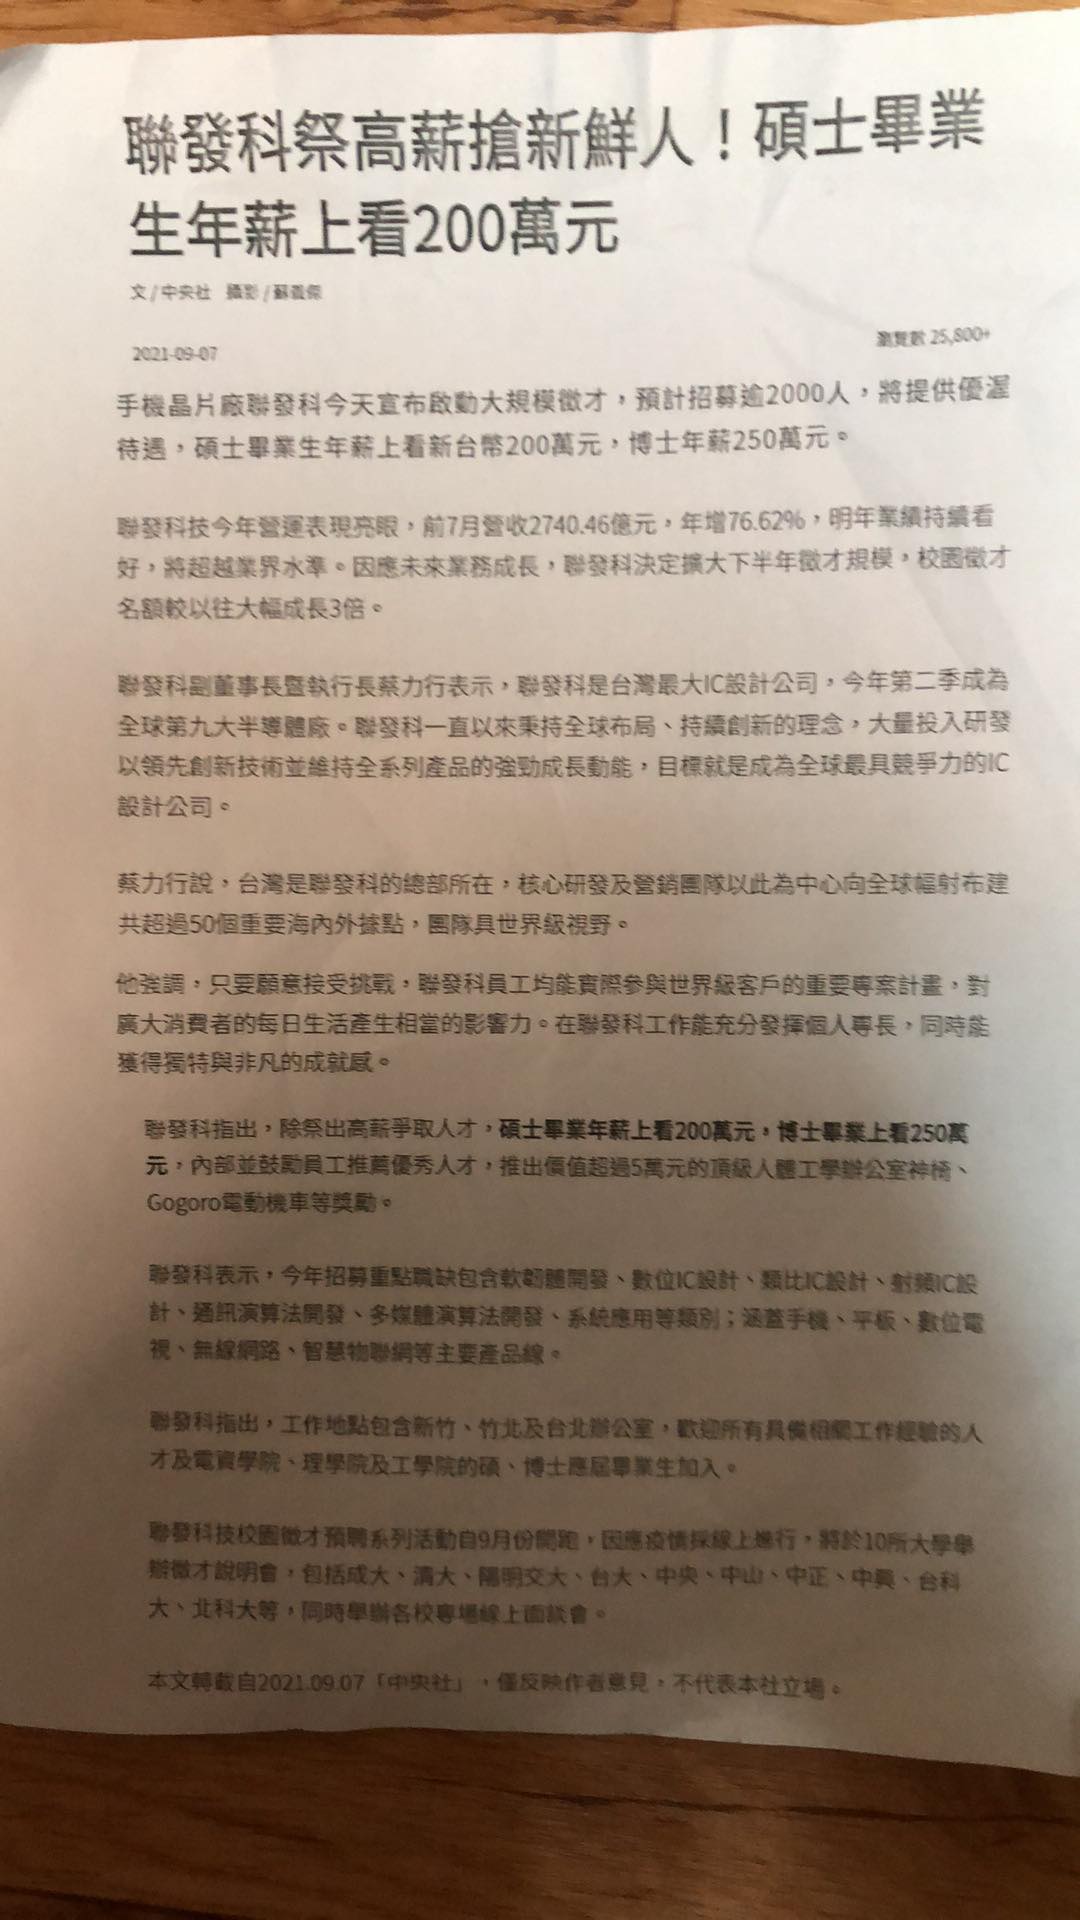 聯發科祭高薪搶新鮮人！碩士畢業
生年薪上看200萬元
文/中央社 攝影/蘇義傑
2021-09-07
瀏覽數 25,800+
手機晶片廠聯發科今天宣布啟動大規模徵才，預計招募逾2000人，將提供優渥
待遇，碩士畢業生年薪上看新台幣200萬元，博士年薪250萬元。
聯發科技今年營運表現亮眼，前7月營收2740.46億元，年增76.62%，明年業績持續看
好，將超越業界水準。因應未來業務成長，聯發科決定擴大下半年徵才規模，校園徵才
名額較以往大幅成長3倍。
聯發科副董事長暨執行長蔡力行表示，聯發科是台灣最大IC設計公司，今年第二季成為
全球第九大半導體廠。聯發科一直以來秉持全球布局、持續創新的理念，大量投入研發
以領先創新技術並維持全系列產品的強勁成長動能，目標就是成為全球最具競爭力的IC
設計公司。
蔡力行說，台灣是聯發科的總部所在，核心研發及營銷團隊以此為中心向全球輻射布建
共超過50個重要海內外據點，團隊具世界級視野。
他強調，只要願意接受挑戰，聯發科員工均能實際參與世界級客戶的重要專案計畫，對
廣大消費者的每日生活產生相當的影響力。在聯發科工作能充分發揮個人專長，同時能
獲得獨特與非凡的成就感。
聯發科指出，除祭出高薪爭取人才，碩士畢業年薪上看200萬元，博士畢業上看250萬
元，內部並鼓勵員工推薦優秀人才，推出價值超過5萬元的頂級人體工學辦公室神椅、
Gogoro電動機車等獎勵。
聯發科表示，今年招募重點職缺包含軟韌體開發、數位IC設計、類比IC設計、射頻IC設
計、通訊演算法開發、多媒體演算法開發、系統應用等類別；涵蓋手機、平板、數位電
視、無線網路、智慧物聯網等主要產品線。
聯發科指出，工作地點包含新竹、竹北及台北辦公室，歡迎所有具備相關工作經驗的人
才及電資學院、理學院及工學院的碩、博士應屆畢業生加入。
聯發科技校園徵才預聘系列活動自9月份開跑，因應疫情採線上進行，將於10所大學舉
辦徵才說明會，包括成大、清大、陽明交大、台大、中央、中山、中正、中興、台科
大、北科大等，同時舉辦各校專場線上面談會。
本文轉載自2021.09.07「中央社」，僅反映作者意見，不代表本社立場。